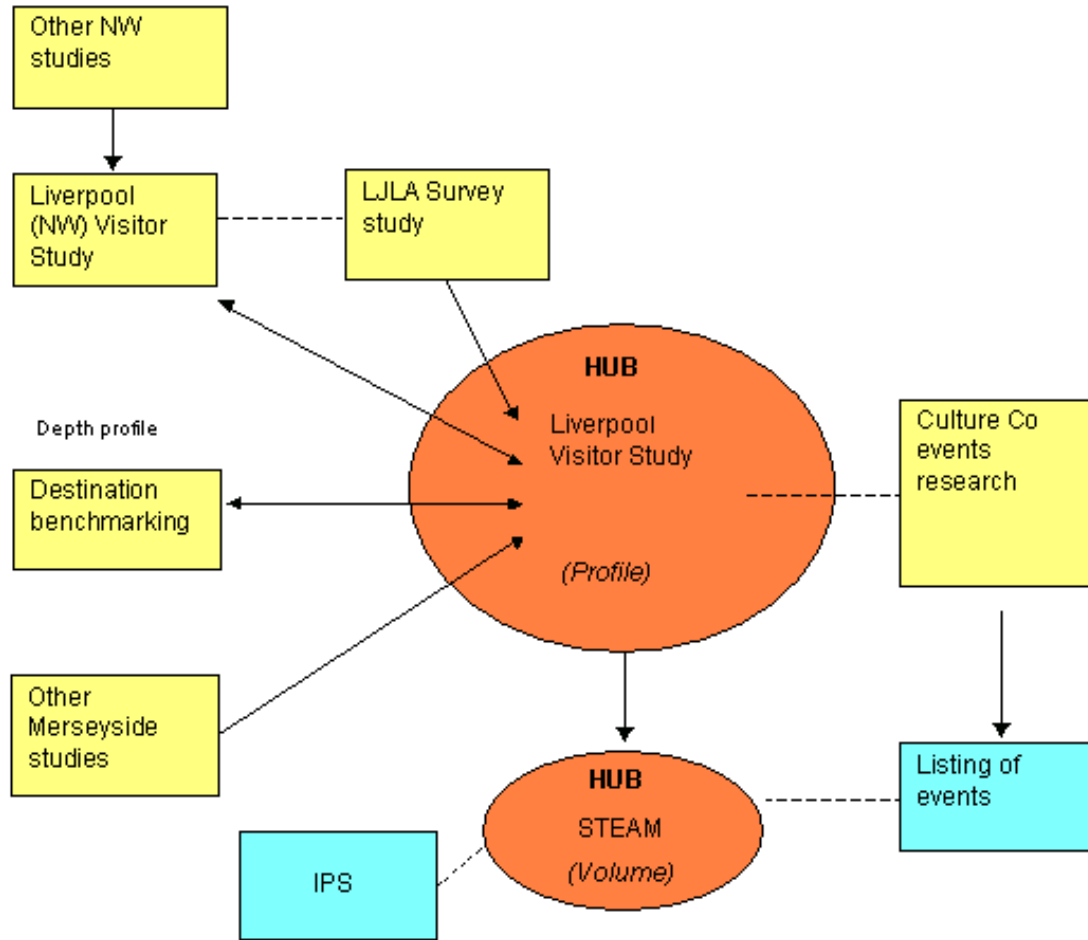 Other NW
studies
Liverpool
(NW) Visitor
Study
LJLA Survey
study
HUB
Liverpool
Visitor Study
(Profile)
Culture Co
events
research
Depth profile
Destination
benchmarking
Other
Merseyside
studies
HUB
STEAM
(Volume)
Listing of
events
IPS